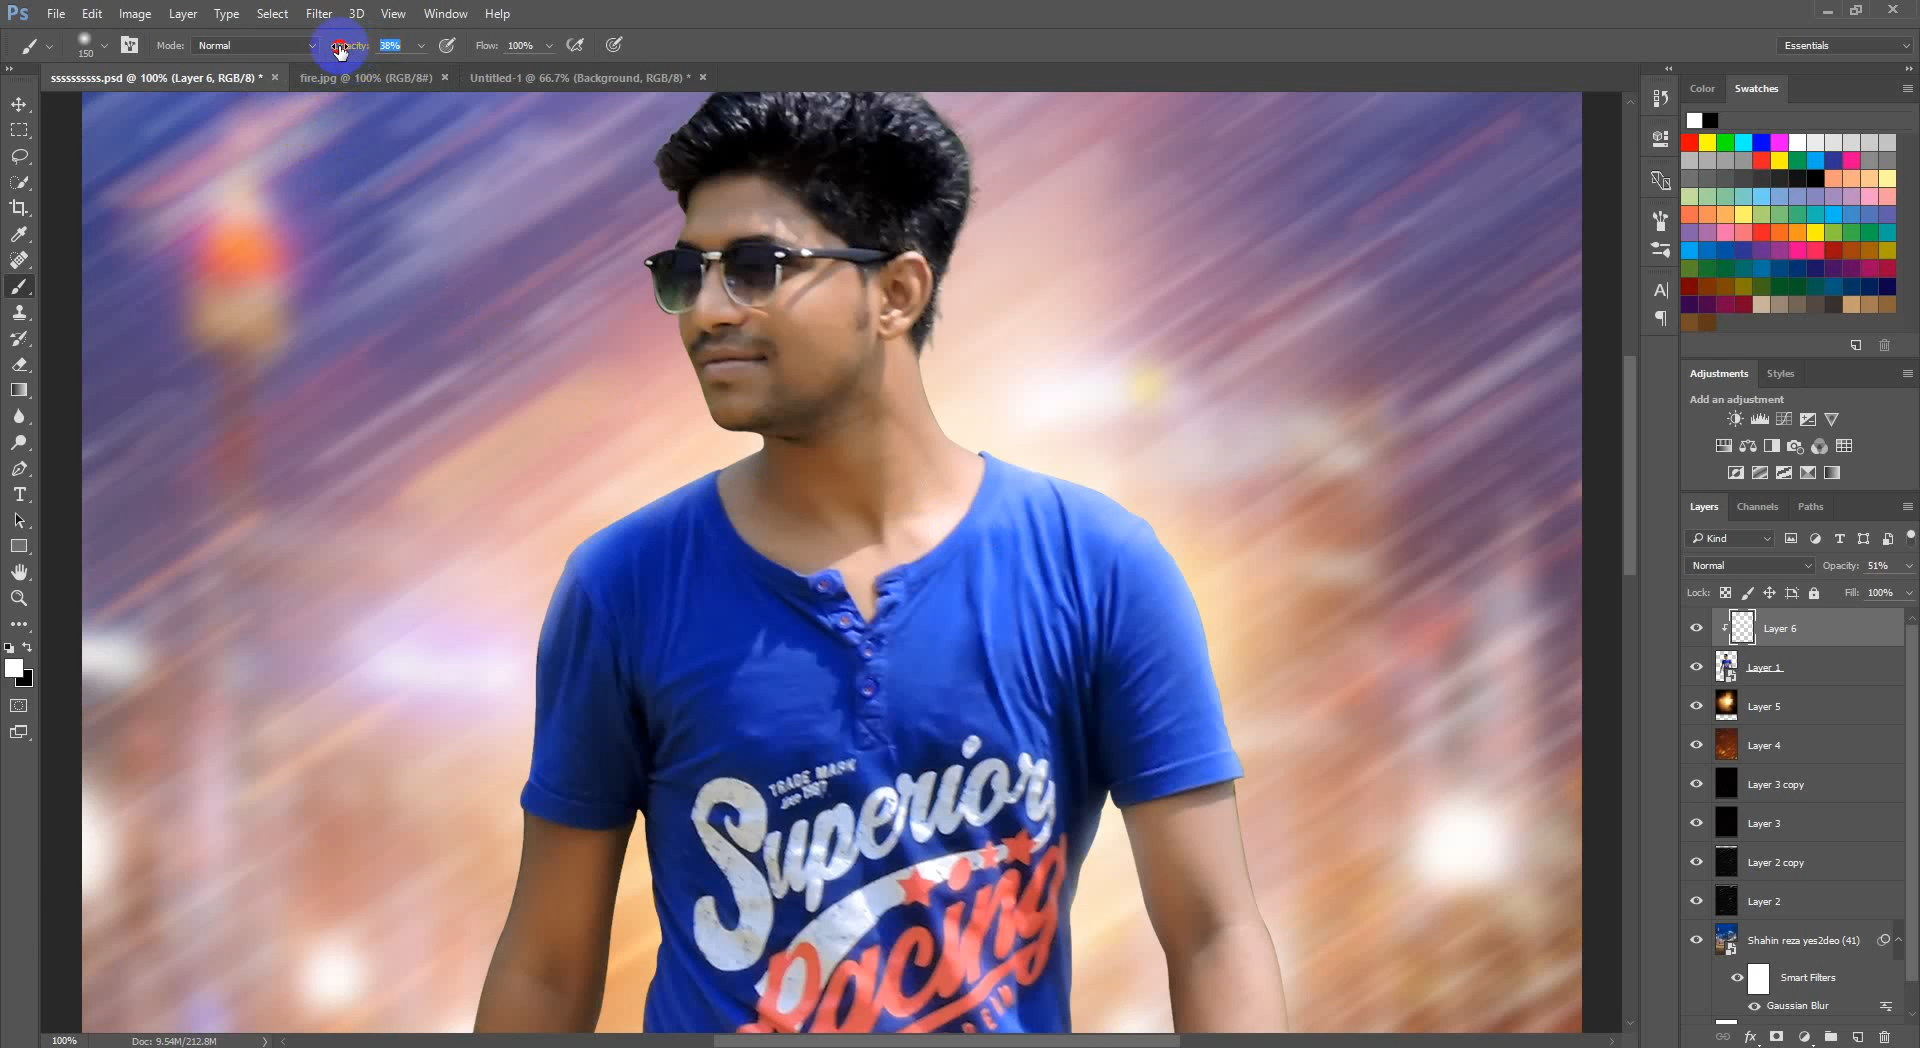 Ps File Edit Image Layer Type Select Filter 3D View Window Help
150 Mode: Normal 38% Flow: 100% Essentials
ssssssssss.psd @ 100% (Layer 6, RGB/8) * × fire.jpg @ 100% (RGB/8#) × Untitled-1 @ 66.7% (Background, RGB/8) * ×
Color Swatches
Adjustments Styles
Add an adjustment
Layers Channels Paths
Kind
Normal Opacity: 51%
Lock: Fill: 100%
Layer 6
Layer 1
Layer 5
Layer 4
Layer 3 copy
Layer 3
Layer 2 copy
Layer 2
Shahin reza yes2deo (41)
Smart Filters
Gaussian Blur
TRADE MARK
Superior
Racing
100% Doc: 9.54M/212.8M